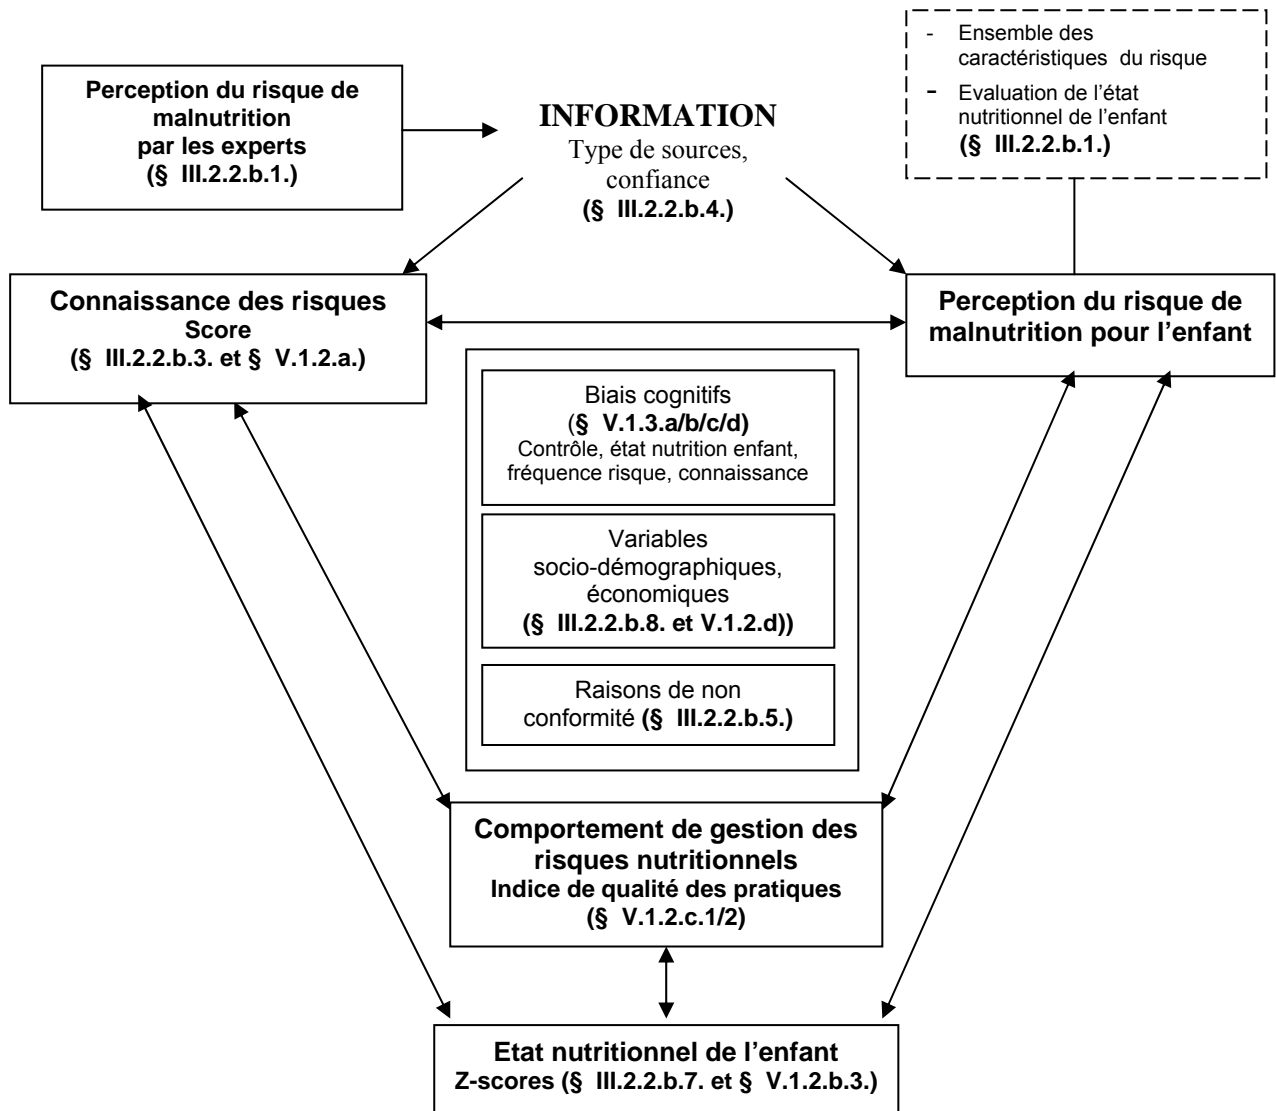 Perception du risque de
malnutrition
par les experts
(§ III.2.2.b.1.)
INFORMATION
Type de sources,
confiance
(§ III.2.2.b.4.)
- Ensemble des
caractéristiques du risque
- Evaluation de l'état
nutritionnel de l'enfant
(§ III.2.2.b.1.)
Connaissance des risques
Score
(§ III.2.2.b.3. et § V.1.2.a.)
Perception du risque de
malnutrition pour l'enfant
Biais cognitifs
(§ V.1.3.a/b/c/d)
Contrôle, état nutrition enfant,
fréquence risque, connaissance
Variables
socio-démographiques,
économiques
(§ III.2.2.b.8. et V.1.2.d))
Raisons de non
conformité (§ III.2.2.b.5.)
Comportement de gestion des
risques nutritionnels
Indice de qualité des pratiques
(§ V.1.2.c.1/2)
Etat nutritionnel de l'enfant
Z-scores (§ III.2.2.b.7. et § V.1.2.b.3.)